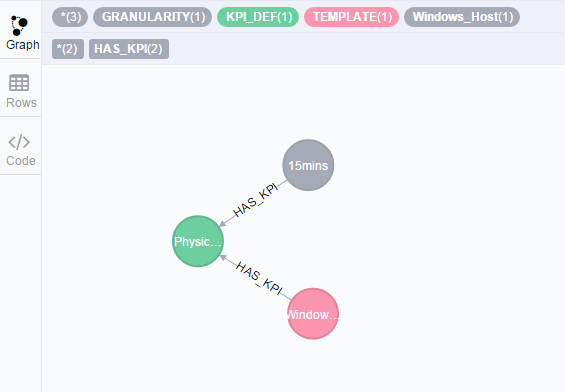 *(3) GRANULARITY(1) KPI_DEF(1) TEMPLATE(1) Windows_Host(1)
Graph
*(2) HAS_KPI(2)
Rows
Code
15mins
HAS_KPI
Physic...
HAS_KPI
Window...